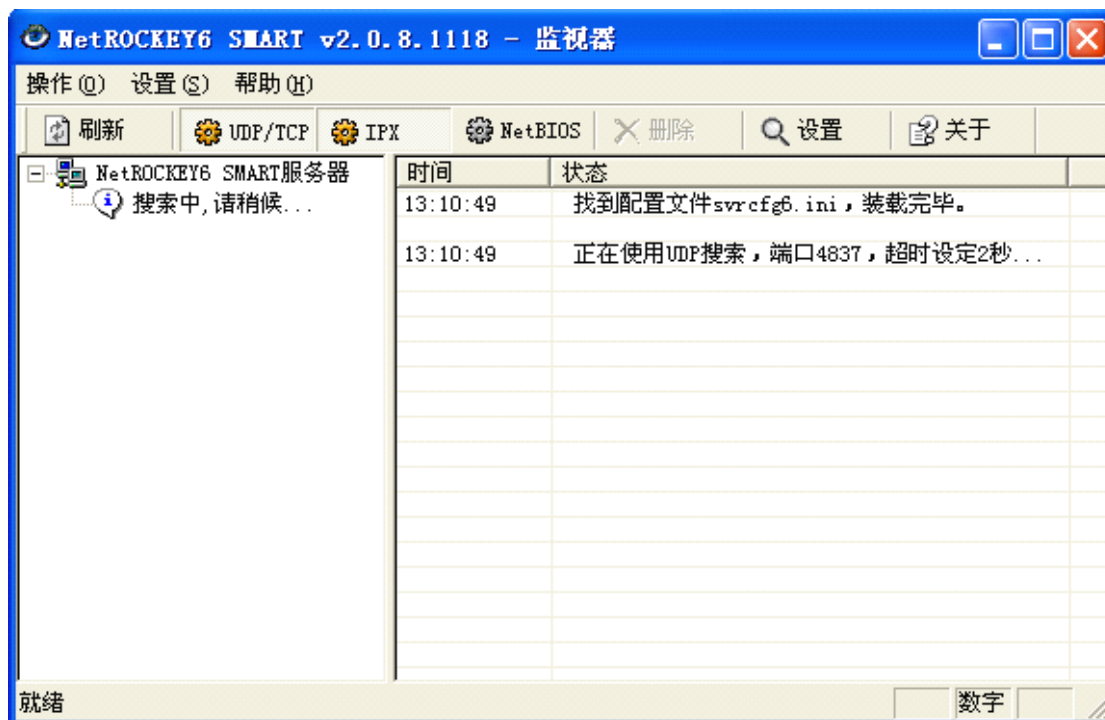 NetROCKEY6 SMART v2.0.8.1118 - 监视器
操作(O) 设置(S) 帮助(H)
刷新 UDP/TCP IPX NetBIOS 删除 设置 关于
NetROCKEY6 SMART服务器
搜索中,请稍候...
时间 状态
13:10:49 找到配置文件svrcfg6.ini，装载完毕。
13:10:49 正在使用UDP搜索，端口4837，超时设定2秒...
就绪 数字